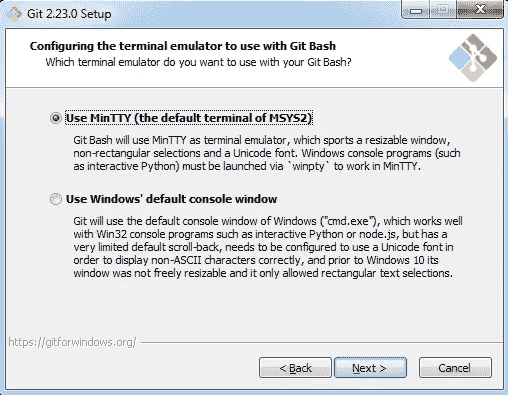 Git 2.23.0 Setup
Configuring the terminal emulator to use with Git Bash
Which terminal emulator do you want to use with your Git Bash?
Use MinTTY (the default terminal of MSYS2)
Git Bash will use MinTTY as terminal emulator, which sports a resizable window,
non-rectangular selections and a Unicode font. Windows console programs (such
as interactive Python) must be launched via `winpty` to work in MinTTY.
Use Windows' default console window
Git will use the default console window of Windows ("cmd.exe"), which works well
with Win32 console programs such as interactive Python or node.js, but has a
very limited default scroll-back, needs to be configured to use a Unicode font in
order to display non-ASCII characters correctly, and prior to Windows 10 its
window was not freely resizable and it only allowed rectangular text selections.
https://gitforwindows.org/
< Back
Next >
Cancel